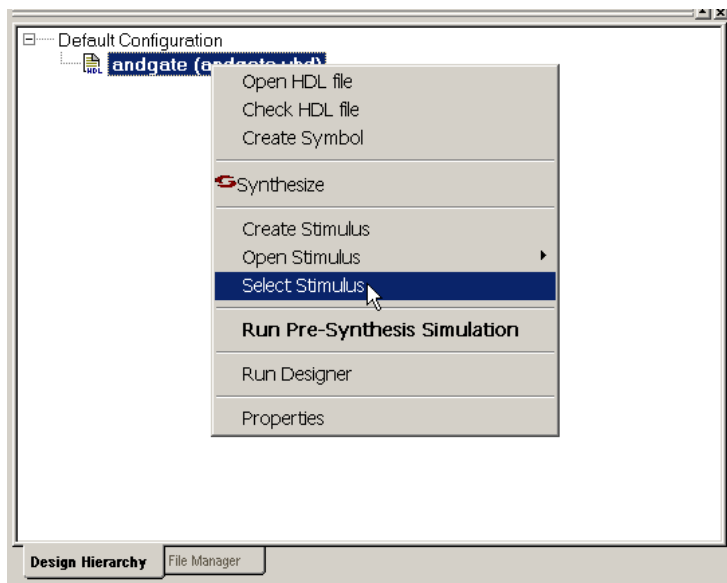 Default Configuration
andgate (andgate.vhd)
Open HDL file
Check HDL file
Create Symbol
Synthesize
Create Stimulus
Open Stimulus
Select Stimulus
Run Pre-Synthesis Simulation
Run Designer
Properties
Design Hierarchy File Manager